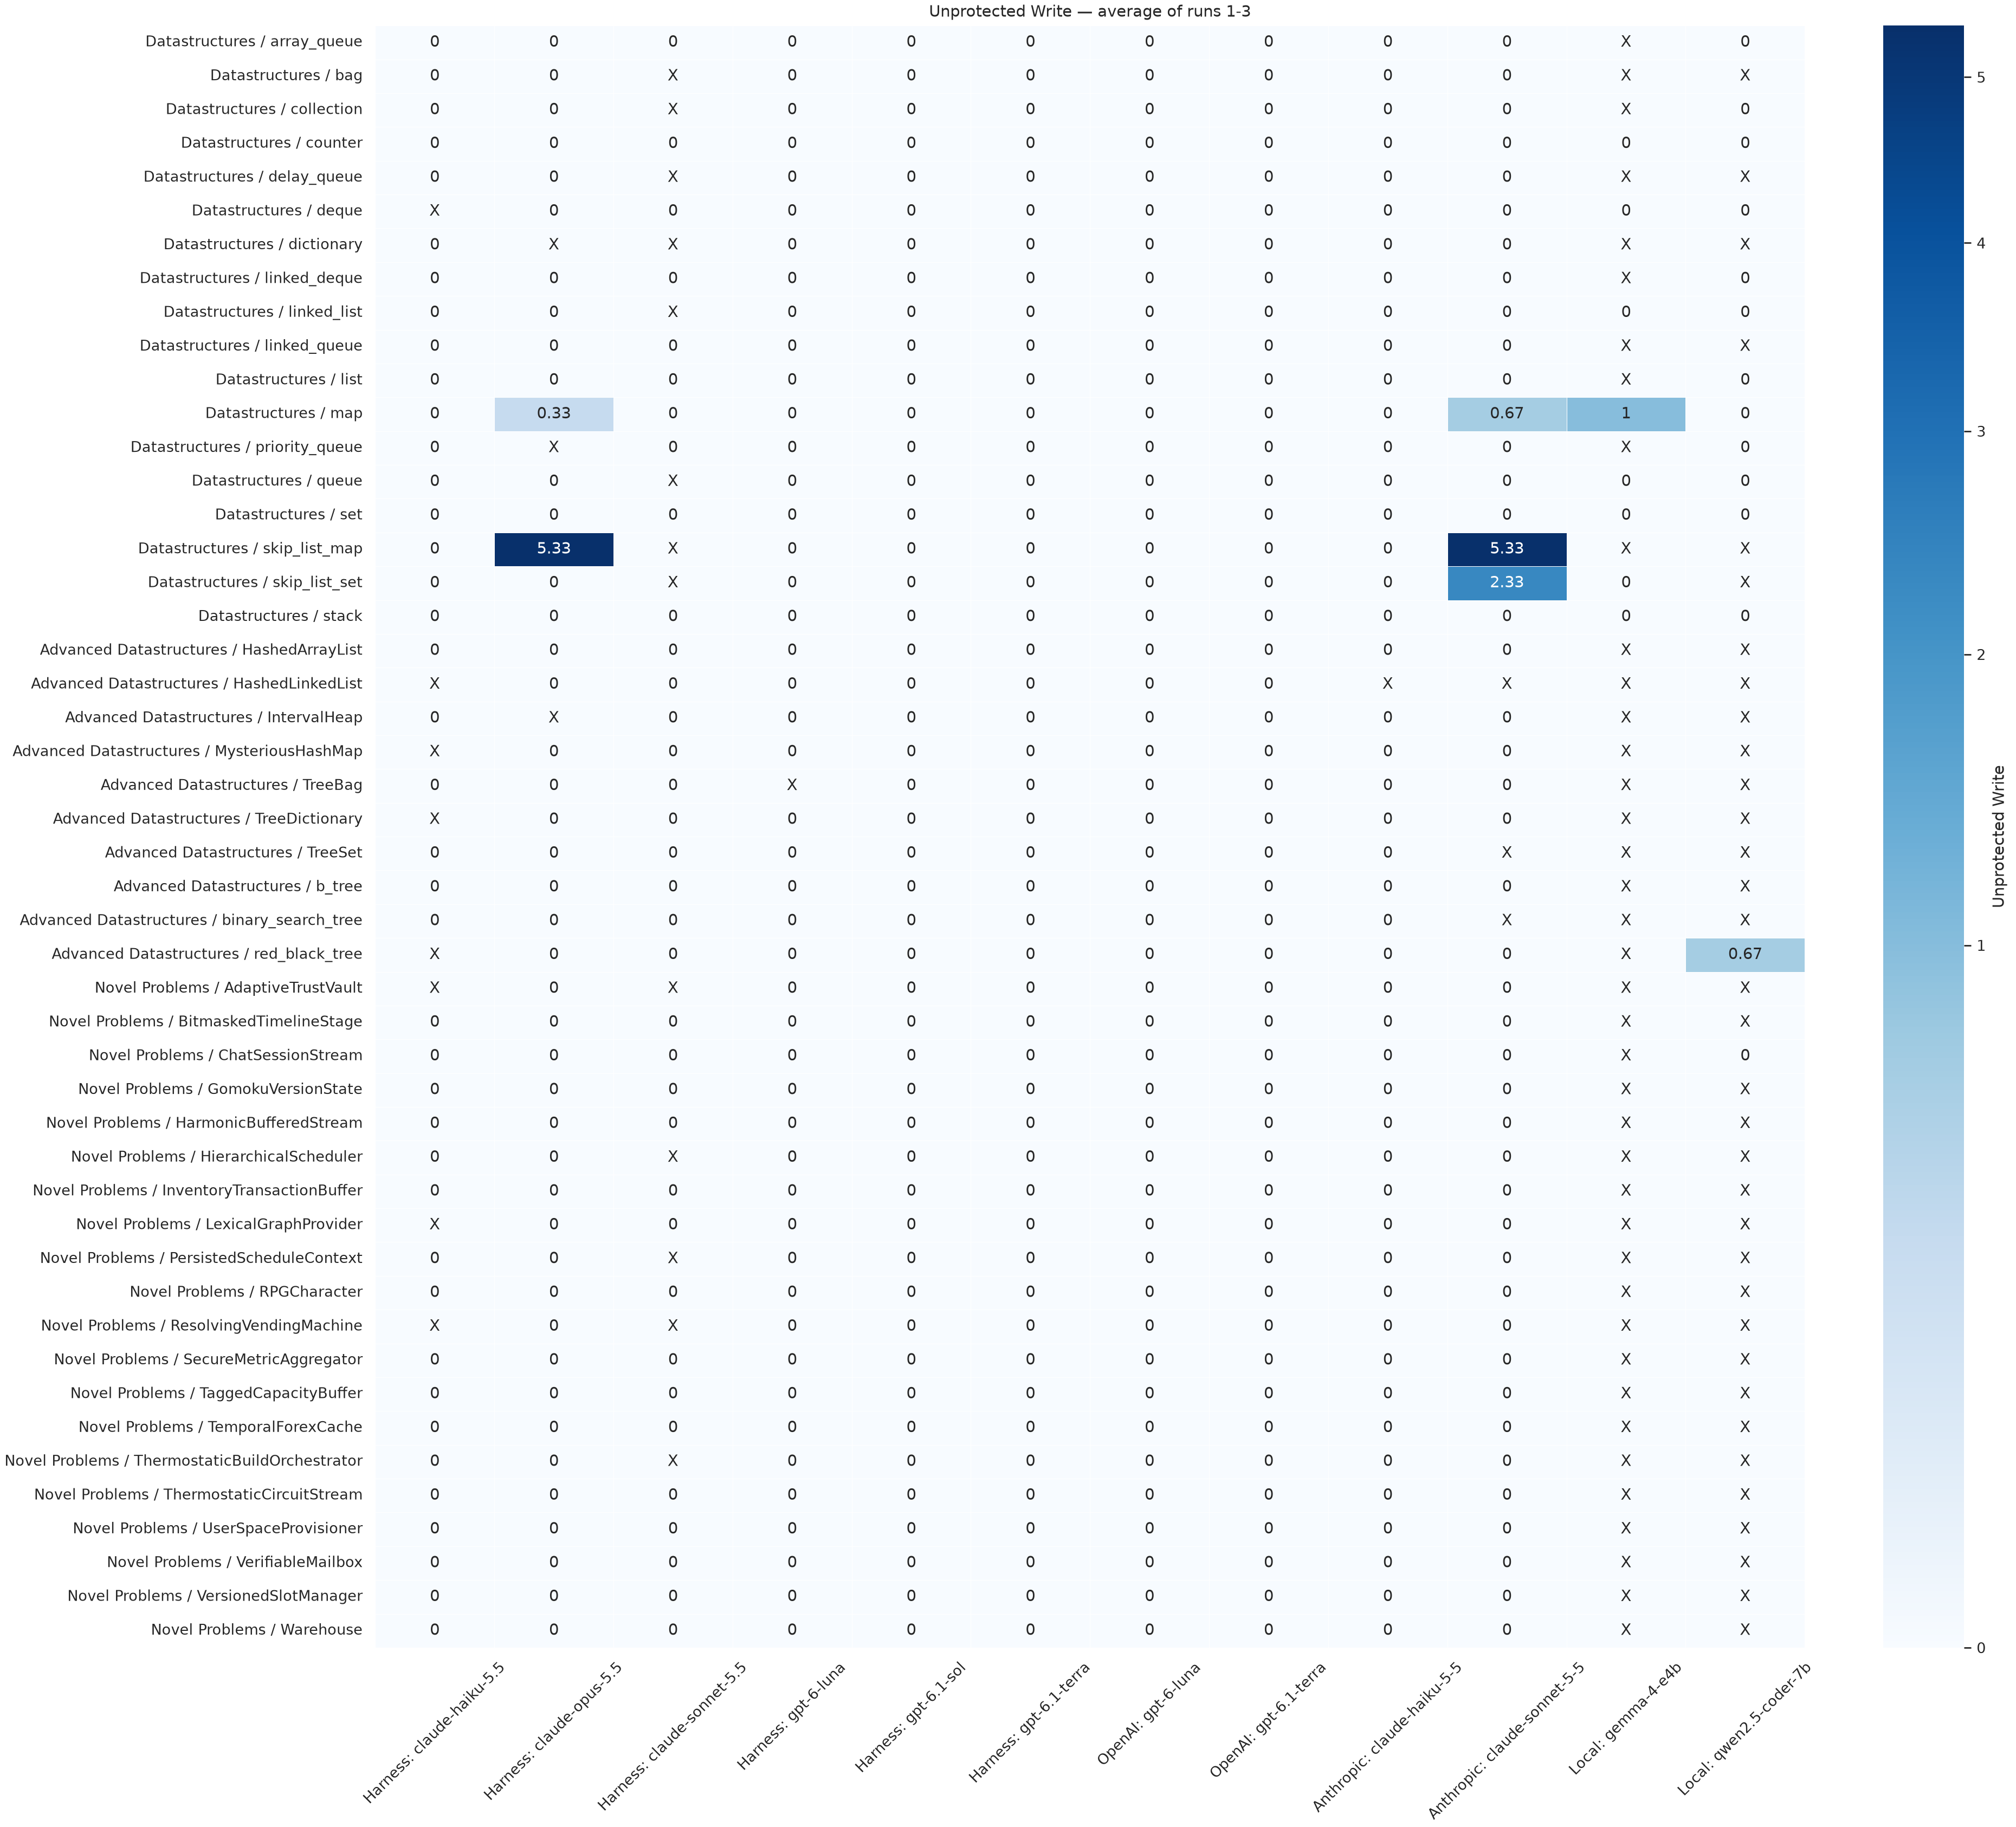 Unprotected Write — average of runs 1-3
Datastructures / array_queue 0 0 0 0 0 0 0 0 0 0 X 0
Datastructures / bag 0 0 X 0 0 0 0 0 0 0 X X
Datastructures / collection 0 0 X 0 0 0 0 0 0 0 X 0
Datastructures / counter 0 0 0 0 0 0 0 0 0 0 0 0
Datastructures / delay_queue 0 0 X 0 0 0 0 0 0 0 X X
Datastructures / deque X 0 0 0 0 0 0 0 0 0 0 0
Datastructures / dictionary 0 X X 0 0 0 0 0 0 0 X X
Datastructures / linked_deque 0 0 0 0 0 0 0 0 0 0 X 0
Datastructures / linked_list 0 0 X 0 0 0 0 0 0 0 0 0
Datastructures / linked_queue 0 0 0 0 0 0 0 0 0 0 X X
Datastructures / list 0 0 0 0 0 0 0 0 0 0 X 0
Datastructures / map 0 0.33 0 0 0 0 0 0 0 0.67 1 0
Datastructures / priority_queue 0 X 0 0 0 0 0 0 0 0 X 0
Datastructures / queue 0 0 X 0 0 0 0 0 0 0 0 0
Datastructures / set 0 0 0 0 0 0 0 0 0 0 0 0
Datastructures / skip_list_map 0 5.33 X 0 0 0 0 0 0 5.33 X X
Datastructures / skip_list_set 0 0 X 0 0 0 0 0 0 2.33 0 X
Datastructures / stack 0 0 0 0 0 0 0 0 0 0 0 0
Advanced Datastructures / HashedArrayList 0 0 0 0 0 0 0 0 0 0 X X
Advanced Datastructures / HashedLinkedList X 0 0 0 0 0 0 0 X X X X
Advanced Datastructures / IntervalHeap 0 X 0 0 0 0 0 0 0 0 X X
Advanced Datastructures / MysteriousHashMap X 0 0 0 0 0 0 0 0 0 X X
Advanced Datastructures / TreeBag 0 0 0 X 0 0 0 0 0 0 X X
Advanced Datastructures / TreeDictionary X 0 0 0 0 0 0 0 0 0 X X
Advanced Datastructures / TreeSet 0 0 0 0 0 0 0 0 0 X X X
Advanced Datastructures / b_tree 0 0 0 0 0 0 0 0 0 0 X X
Advanced Datastructures / binary_search_tree 0 0 0 0 0 0 0 0 0 X X X
Advanced Datastructures / red_black_tree X 0 0 0 0 0 0 0 0 0 X 0.67
Novel Problems / AdaptiveTrustVault X 0 X 0 0 0 0 0 0 0 X X
Novel Problems / BitmaskedTimelineStage 0 0 0 0 0 0 0 0 0 0 X X
Novel Problems / ChatSessionStream 0 0 0 0 0 0 0 0 0 0 X 0
Novel Problems / GomokuVersionState 0 0 0 0 0 0 0 0 0 0 X X
Novel Problems / HarmonicBufferedStream 0 0 0 0 0 0 0 0 0 0 X X
Novel Problems / HierarchicalScheduler 0 0 X 0 0 0 0 0 0 0 X X
Novel Problems / InventoryTransactionBuffer 0 0 0 0 0 0 0 0 0 0 X X
Novel Problems / LexicalGraphProvider X 0 0 0 0 0 0 0 0 0 X X
Novel Problems / PersistedScheduleContext 0 0 X 0 0 0 0 0 0 0 X X
Novel Problems / RPGCharacter 0 0 0 0 0 0 0 0 0 0 X X
Novel Problems / ResolvingVendingMachine X 0 X 0 0 0 0 0 0 0 X X
Novel Problems / SecureMetricAggregator 0 0 0 0 0 0 0 0 0 0 X X
Novel Problems / TaggedCapacityBuffer 0 0 0 0 0 0 0 0 0 0 X X
Novel Problems / TemporalForexCache 0 0 0 0 0 0 0 0 0 0 X X
Novel Problems / ThermostaticBuildOrchestrator 0 0 X 0 0 0 0 0 0 0 X X
Novel Problems / ThermostaticCircuitStream 0 0 0 0 0 0 0 0 0 0 X X
Novel Problems / UserSpaceProvisioner 0 0 0 0 0 0 0 0 0 0 X X
Novel Problems / VerifiableMailbox 0 0 0 0 0 0 0 0 0 0 X X
Novel Problems / VersionedSlotManager 0 0 0 0 0 0 0 0 0 0 X X
Novel Problems / Warehouse 0 0 0 0 0 0 0 0 0 0 X X
Harness: claude-haiku-5.5
Harness: claude-opus-5.5
Harness: claude-sonnet-5.5
Harness: gpt-6-luna
Harness: gpt-6.1-sol
Harness: gpt-6.1-terra
OpenAI: gpt-6-luna
OpenAI: gpt-6.1-terra
Anthropic: claude-haiku-5-5
Anthropic: claude-sonnet-5-5
Local: gemma-4-e4b
Local: qwen2.5-coder-7b
5
4
3
2
1
0
Unprotected Write